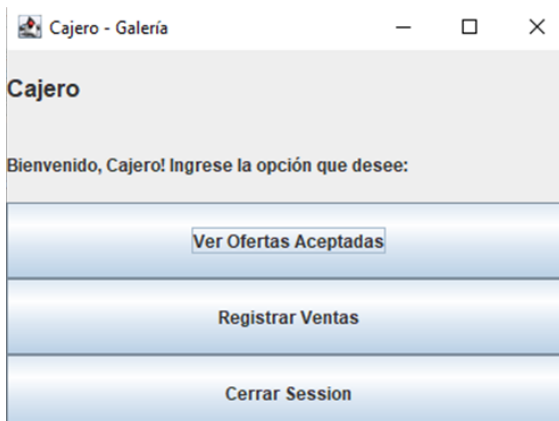 Cajero - Galería
Cajero
Bienvenido, Cajero! Ingrese la opción que desee:
Ver Ofertas Aceptadas
Registrar Ventas
Cerrar Session